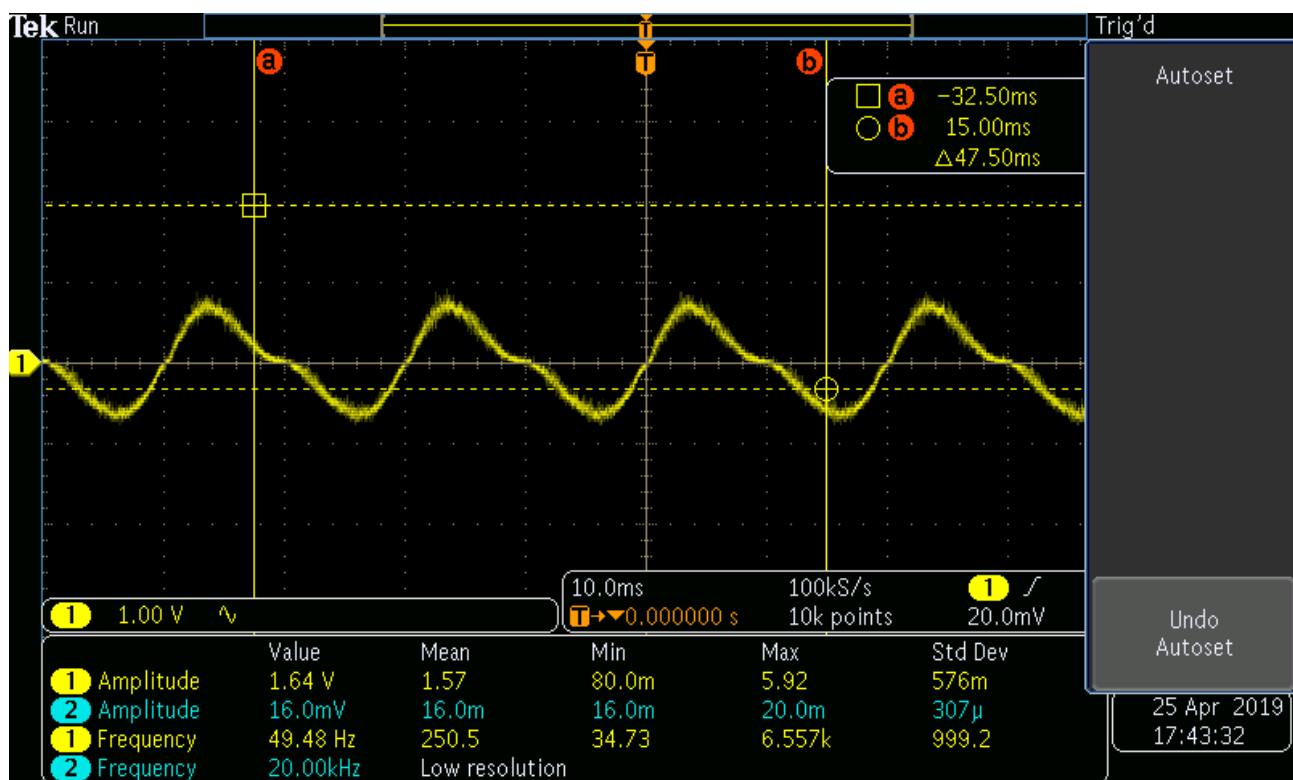 Tek Run
Trig'd
T
a
T
b
a -32.50ms
b 15.00ms
Δ47.50ms
Autoset
1
1 1.00 V
10.0ms 100kS/s 1
T→▼0.000000 s 10k points 20.0mV
Undo
Autoset
Value Mean Min Max Std Dev
1 Amplitude 1.64 V 1.57 80.0m 5.92 576m
2 Amplitude 16.0mV 16.0m 16.0m 20.0m 307µ
1 Frequency 49.48 Hz 250.5 34.73 6.557k 999.2
2 Frequency 20.00kHz Low resolution
25 Apr 2019
17:43:32